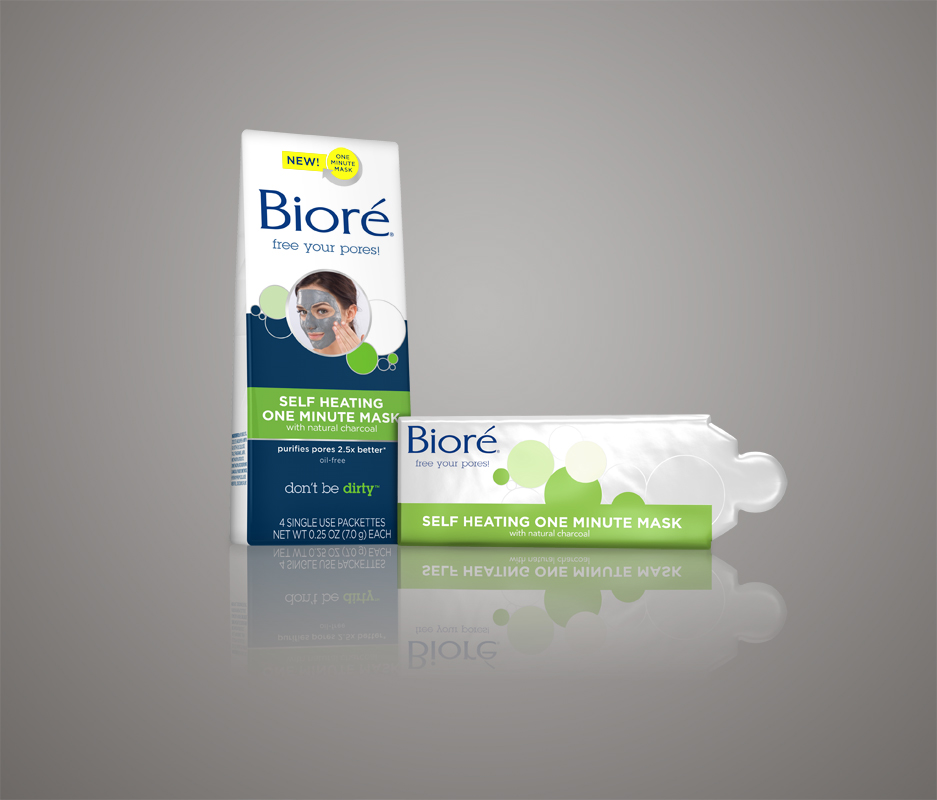 NEW!
ONE
MINUTE
MASK
Bioré®
free your pores!
SELF HEATING
ONE MINUTE MASK
with natural charcoal
purifies pores 2.5x better*
oil-free
don't be dirty™
4 SINGLE USE PACKETTES
NET WT 0.25 OZ (7.0 g) EACH
Bioré®
free your pores!
SELF HEATING ONE MINUTE MASK
with natural charcoal